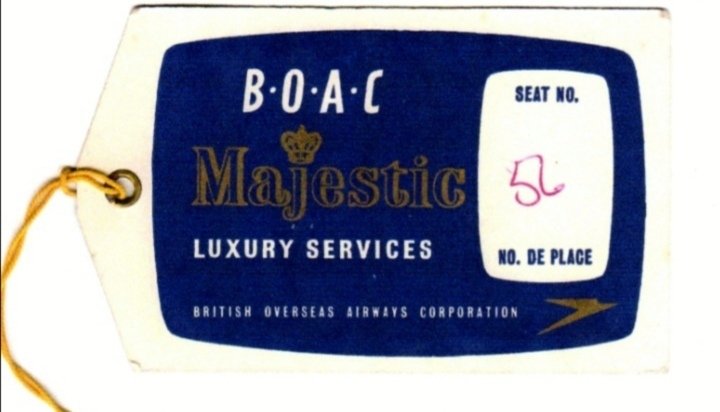 B·O·A·C
Majestic
LUXURY SERVICES
BRITISH OVERSEAS AIRWAYS CORPORATION
SEAT NO.
56
NO. DE PLACE